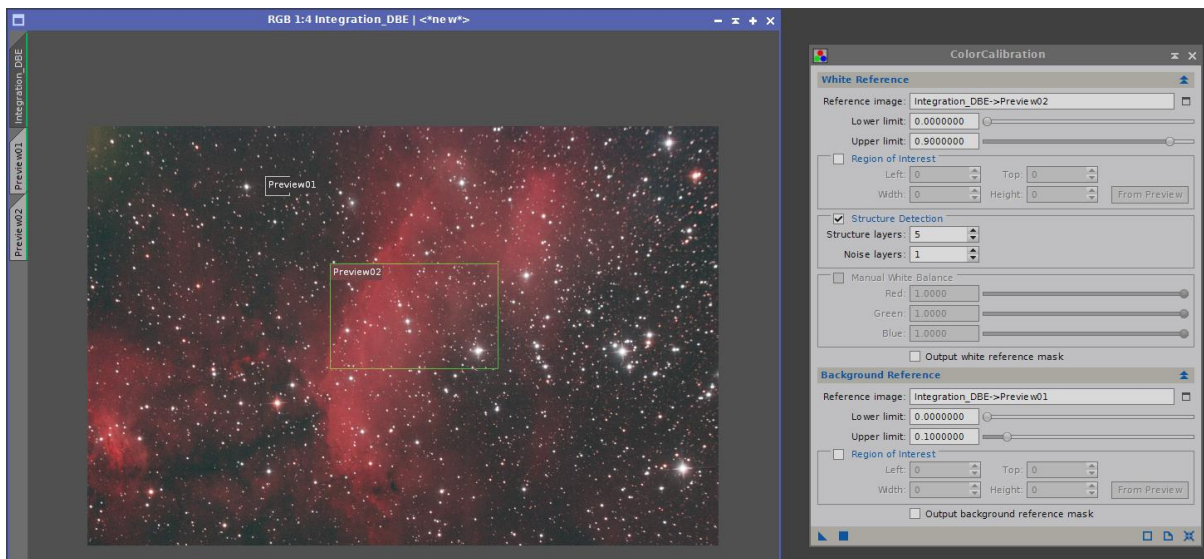 RGB 1:4 Integration_DBE | <*new*>
Integration_DBE
Preview01
Preview02
Preview01
Preview02
ColorCalibration
White Reference
Reference image: Integration_DBE->Preview02
Lower limit: 0.0000000
Upper limit: 0.9000000
Region of Interest
Left: 0 Top: 0
Width: 0 Height: 0 From Preview
Structure Detection
Structure layers: 5
Noise layers: 1
Manual White Balance
Red: 1.0000
Green: 1.0000
Blue: 1.0000
Output white reference mask
Background Reference
Reference image: Integration_DBE->Preview01
Lower limit: 0.0000000
Upper limit: 0.1000000
Region of Interest
Left: 0 Top: 0
Width: 0 Height: 0 From Preview
Output background reference mask